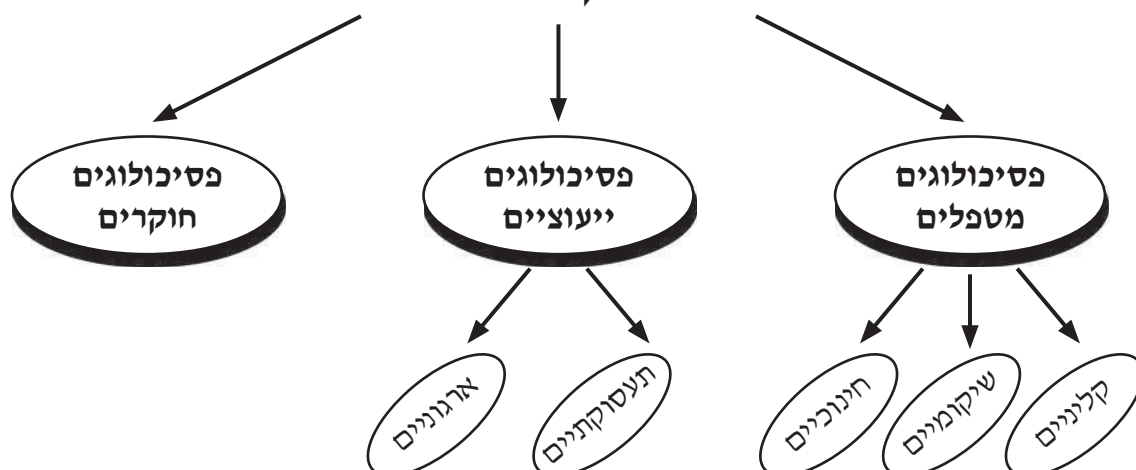 פסיכולוגים
מטפלים
פסיכולוגים
ייעוציים
פסיכולוגים
חוקרים
קליניים
שיקומיים
חינוכיים
תעסוקתיים
ארגוניים